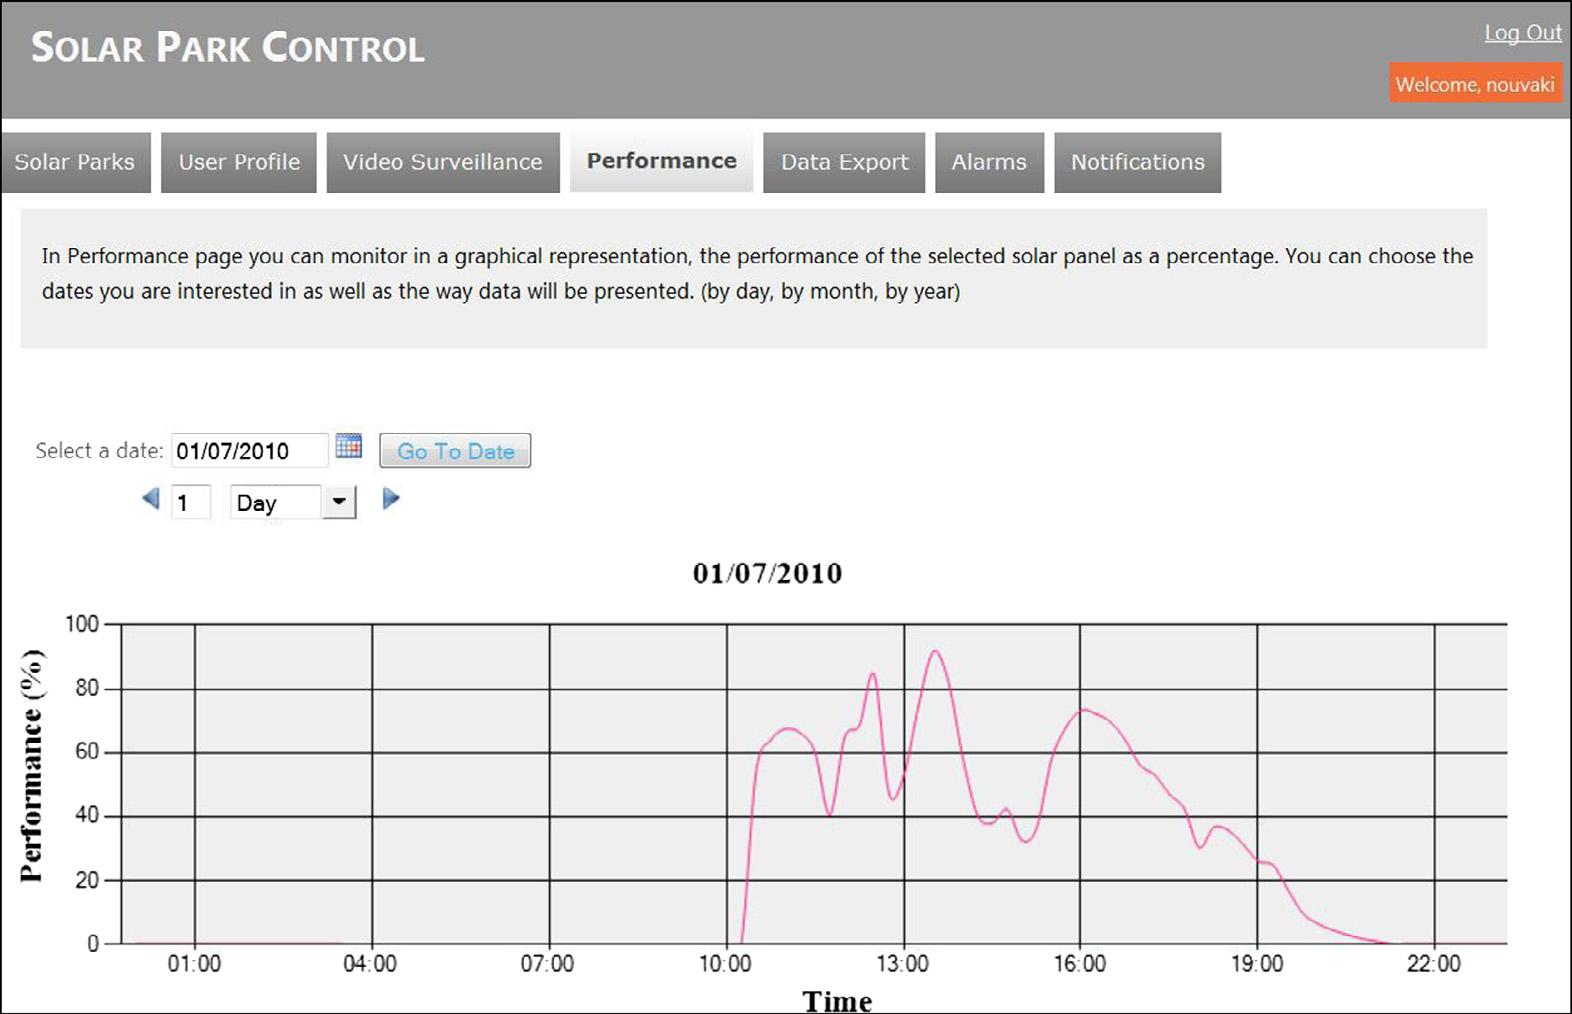 SOLAR PARK CONTROL
Log Out
Welcome, nouvaki
Solar Parks
User Profile
Video Surveillance
Performance
Data Export
Alarms
Notifications
In Performance page you can monitor in a graphical representation, the performance of the selected solar panel as a percentage. You can choose the
dates you are interested in as well as the way data will be presented. (by day, by month, by year)
Select a date: 01/07/2010 Go To Date
1 Day
01/07/2010
Performance (%)
100
80
60
40
20
0
01:00 04:00 07:00 10:00 13:00 16:00 19:00 22:00
Time